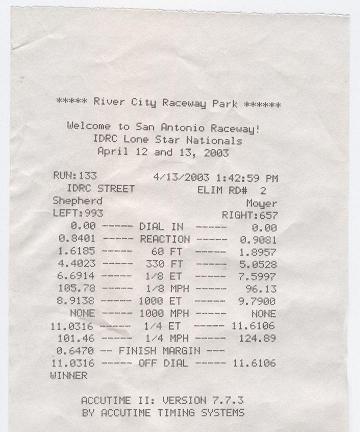 ***** River City Raceway Park ******
Welcome to San Antonio Raceway!
IDRC Lone Star Nationals
April 12 and 13, 2003
RUN:133 4/13/2003 1:42:59 PM
IDRC STREET ELIM RD# 2
Shepherd Moyer
LEFT:993 RIGHT:657
0.00 ----- DIAL IN ----- 0.00
0.8401 ----- REACTION ----- 0.9081
1.6185 ----- 60 FT ----- 1.8957
4.4023 ----- 330 FT ----- 5.0528
6.6914 ----- 1/8 ET ----- 7.5997
105.78 ----- 1/8 MPH ----- 96.13
8.9138 ----- 1000 ET ----- 9.7900
NONE ----- 1000 MPH ----- NONE
11.0316 ----- 1/4 ET ----- 11.6106
101.46 ----- 1/4 MPH ----- 124.89
0.6470 -- FINISH MARGIN ---
11.0316 ----- OFF DIAL ----- 11.6106
WINNER
ACCUTIME II: VERSION 7.7.3
BY ACCUTIME TIMING SYSTEMS